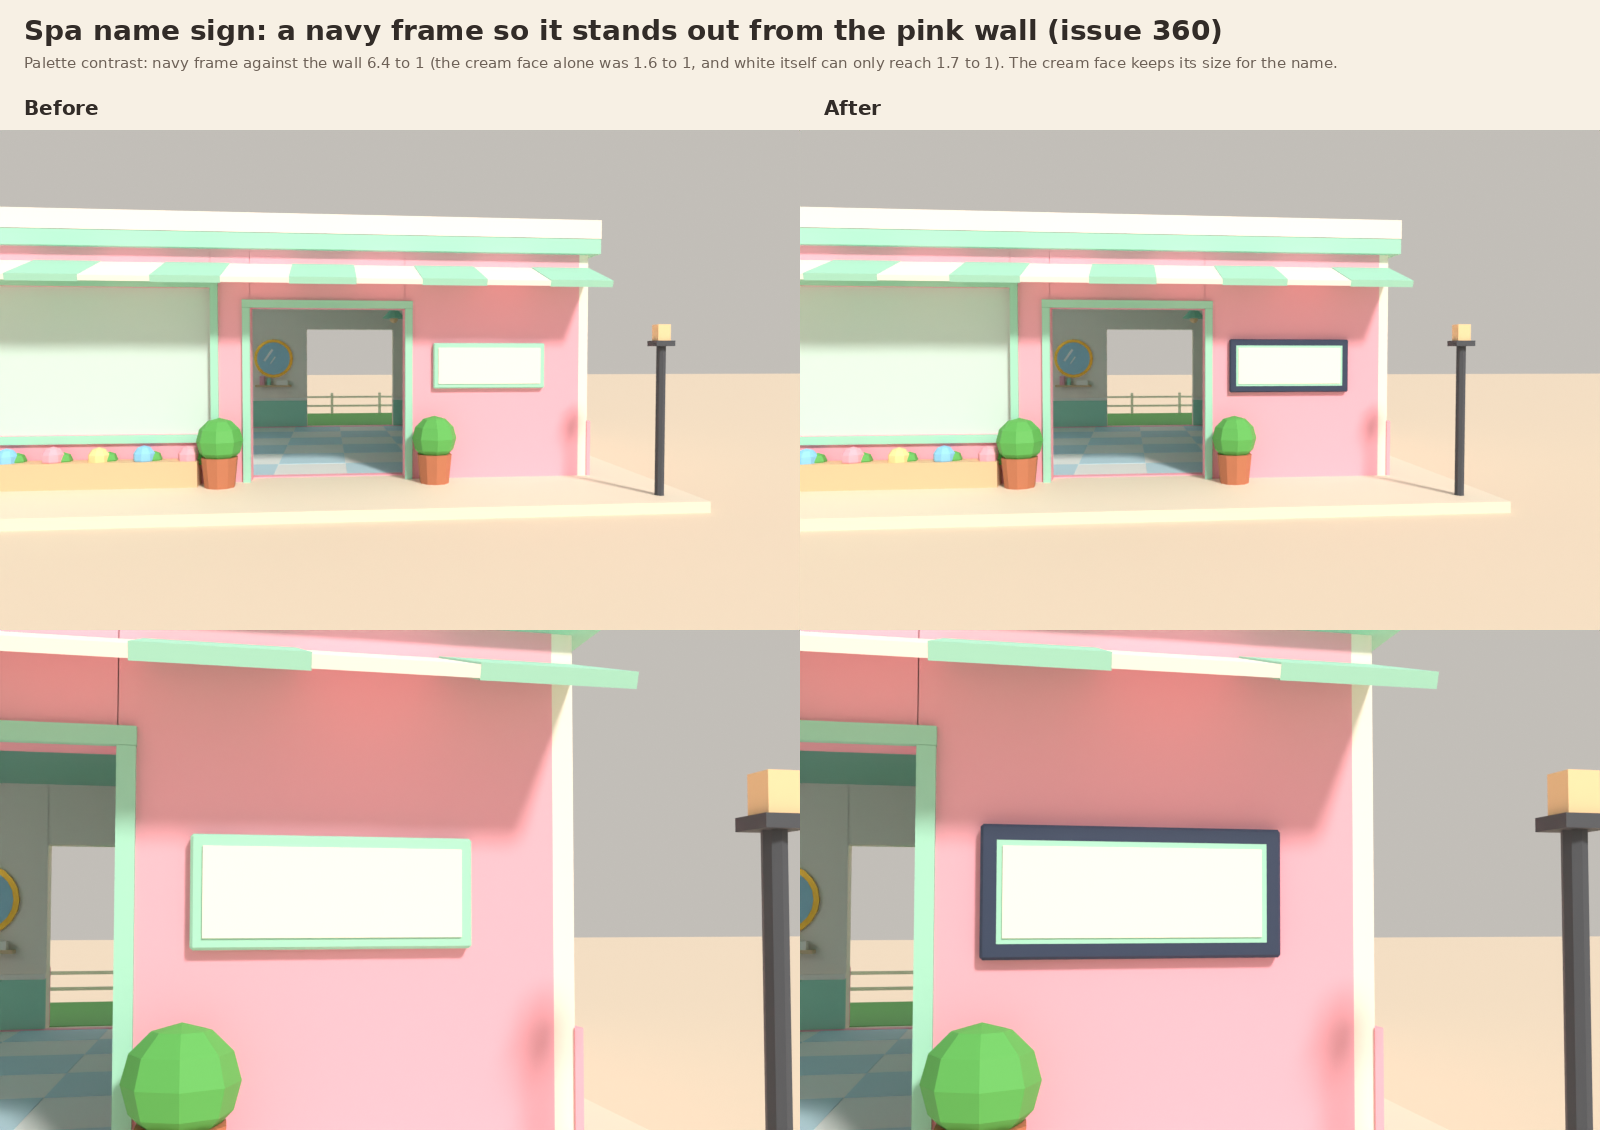 Spa name sign: a navy frame so it stands out from the pink wall (issue 360)
Palette contrast: navy frame against the wall 6.4 to 1 (the cream face alone was 1.6 to 1, and white itself can only reach 1.7 to 1). The cream face keeps its size for the name.
Before
After